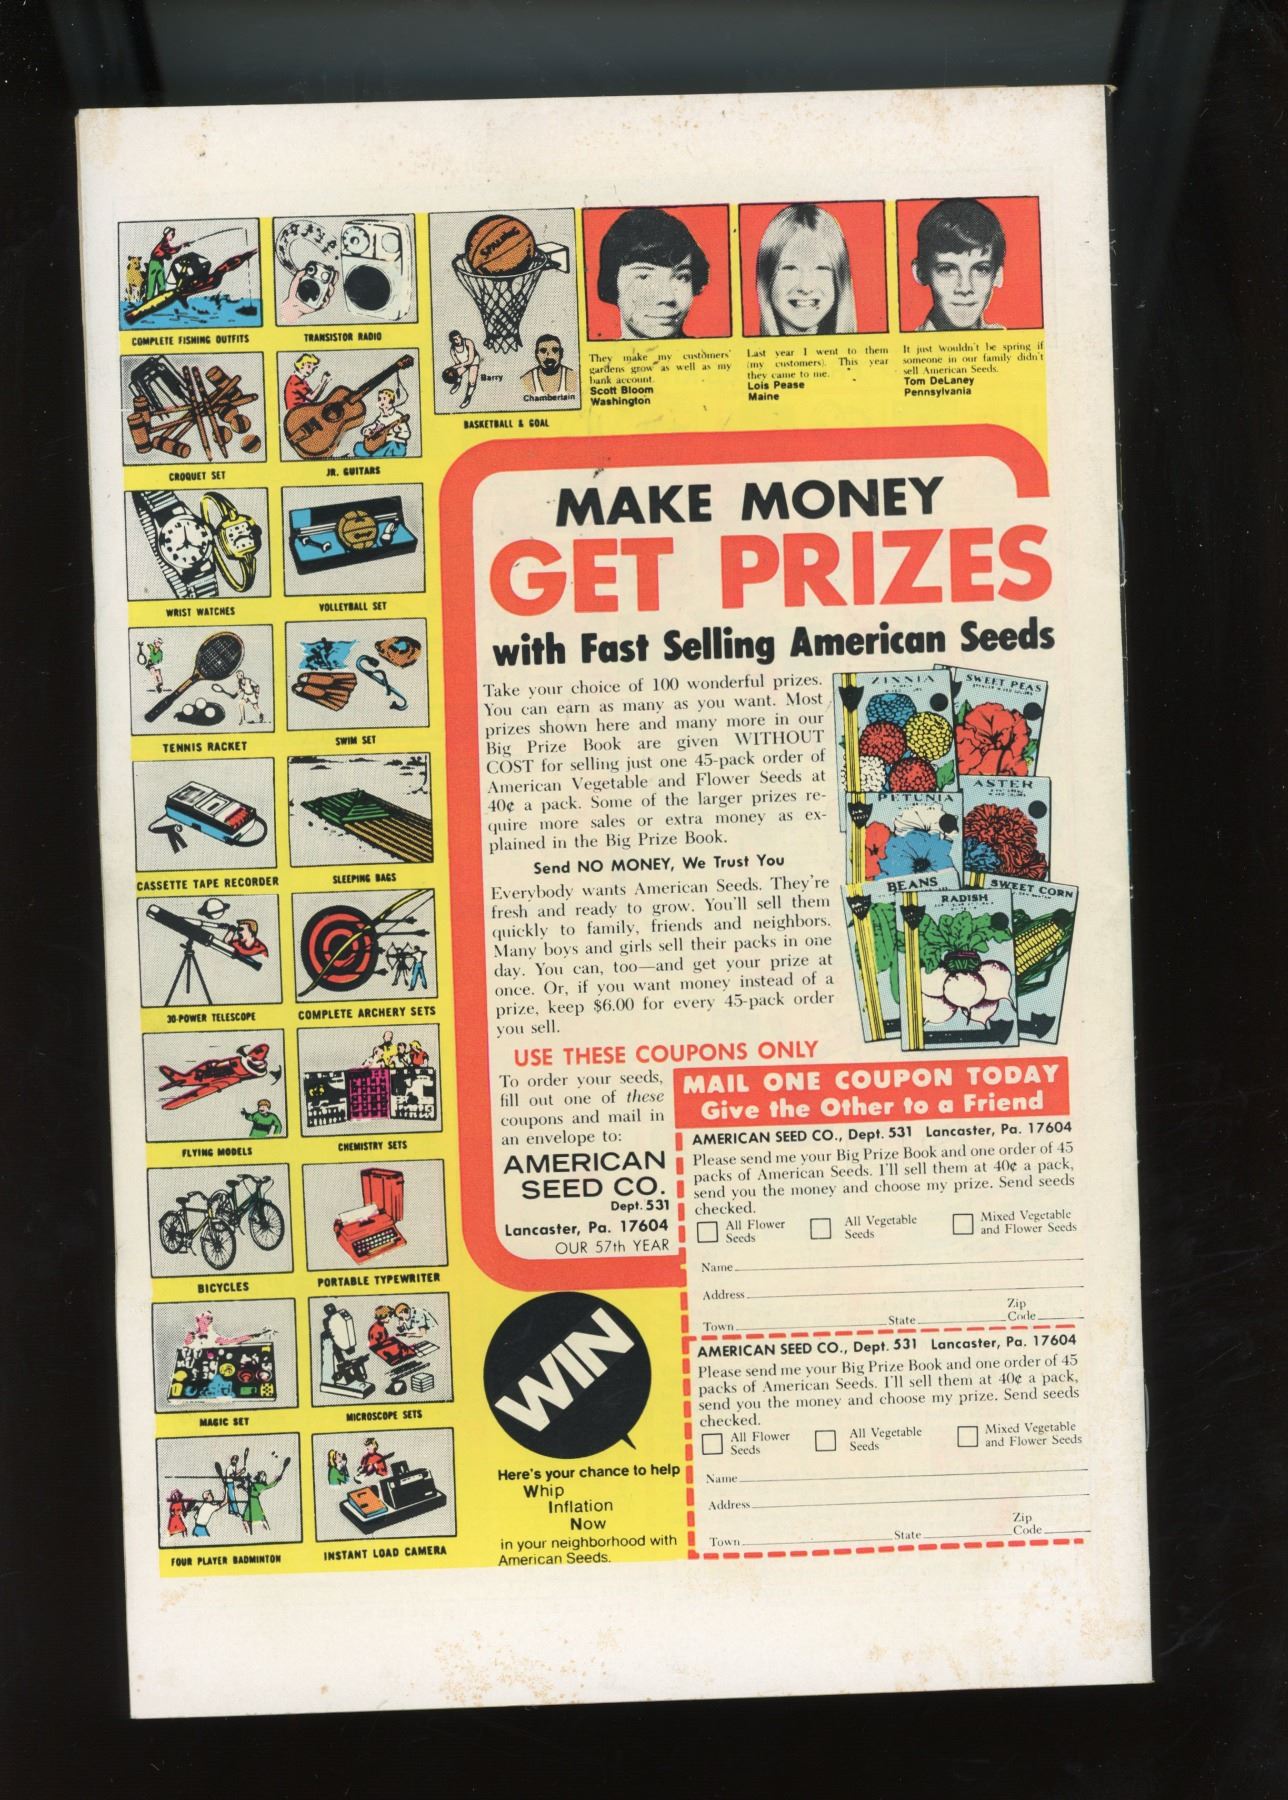 COMPLETE FISHING OUTFITS
TRANSISTOR RADIO
SPALDING
Barry
Chamberlain
BASKETBALL & GOAL
CROQUET SET
JR. GUITARS
WRIST WATCHES
VOLLEYBALL SET
TENNIS RACKET
SWIM SET
CASSETTE TAPE RECORDER
SLEEPING BAGS
30-POWER TELESCOPE
COMPLETE ARCHERY SETS
FLYING MODELS
CHEMISTRY SETS
BICYCLES
PORTABLE TYPEWRITER
MAGIC SET
MICROSCOPE SETS
FOUR PLAYER BADMINTON
INSTANT LOAD CAMERA
They make my customers'
gardens grow as well as my
bank account.
Scott Bloom
Washington
Last year I went to them
(my customers). This year
they came to me.
Lois Pease
Maine
It just wouldn't be spring if
someone in our family didn't
sell American Seeds.
Tom DeLaney
Pennsylvania
MAKE MONEY
GET PRIZES
with Fast Selling American Seeds
Take your choice of 100 wonderful prizes.
You can earn as many as you want. Most
prizes shown here and many more in our
Big Prize Book are given WITHOUT
COST for selling just one 45-pack order of
American Vegetable and Flower Seeds at
40¢ a pack. Some of the larger prizes re-
quire more sales or extra money as ex-
plained in the Big Prize Book.
Send NO MONEY, We Trust You
Everybody wants American Seeds. They're
fresh and ready to grow. You'll sell them
quickly to family, friends and neighbors.
Many boys and girls sell their packs in one
day. You can, too—and get your prize at
once. Or, if you want money instead of a
prize, keep $6.00 for every 45-pack order
you sell.
ZINNIA
SWEET PEAS
PETUNIA
ASTER
BEANS
RADISH
SWEET CORN
USE THESE COUPONS ONLY
To order your seeds,
fill out one of these
coupons and mail in
an envelope to:
AMERICAN
SEED CO.
Dept. 531
Lancaster, Pa. 17604
OUR 57th YEAR
MAIL ONE COUPON TODAY
Give the Other to a Friend
AMERICAN SEED CO., Dept. 531 Lancaster, Pa. 17604
Please send me your Big Prize Book and one order of 45
packs of American Seeds. I'll sell them at 40¢ a pack,
send you the money and choose my prize. Send seeds
checked.
All Flower
Seeds
All Vegetable
Seeds
Mixed Vegetable
and Flower Seeds
Name
Address
Town State Zip
Code
AMERICAN SEED CO., Dept. 531 Lancaster, Pa. 17604
Please send me your Big Prize Book and one order of 45
packs of American Seeds. I'll sell them at 40¢ a pack,
send you the money and choose my prize. Send seeds
checked.
All Flower
Seeds
All Vegetable
Seeds
Mixed Vegetable
and Flower Seeds
Name
Address
Town State Zip
Code
WIN
Here's your chance to help
Whip
Inflation
Now
in your neighborhood with
American Seeds.